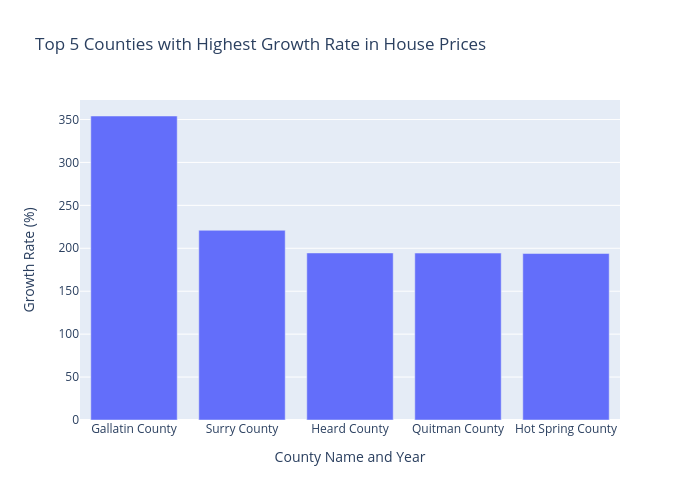 Top 5 Counties with Highest Growth Rate in House Prices
Growth Rate (%)
350
300
250
200
150
100
50
0
Gallatin County
Surry County
Heard County
Quitman County
Hot Spring County
County Name and Year